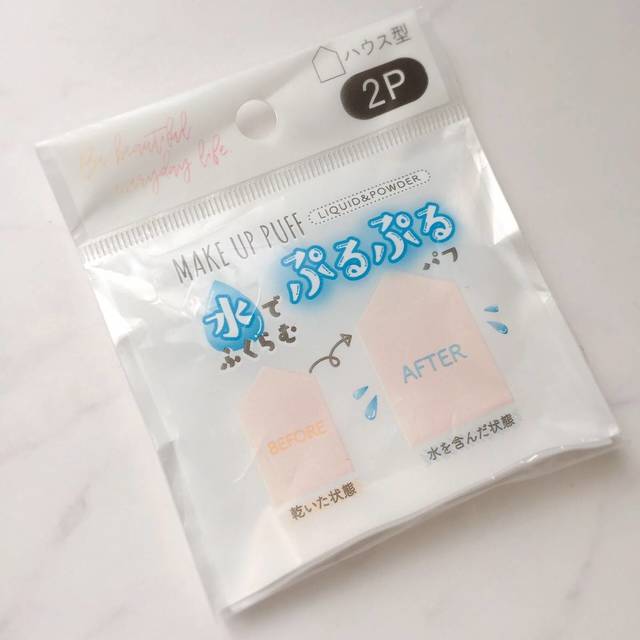 Be beautiful
everyday life
ハウス型
2P
MAKE UP PUFF LIQUID&POWDER
水で
ふくらむ
ぷるぷる
パフ
BEFORE
AFTER
乾いた状態
水を含んだ状態